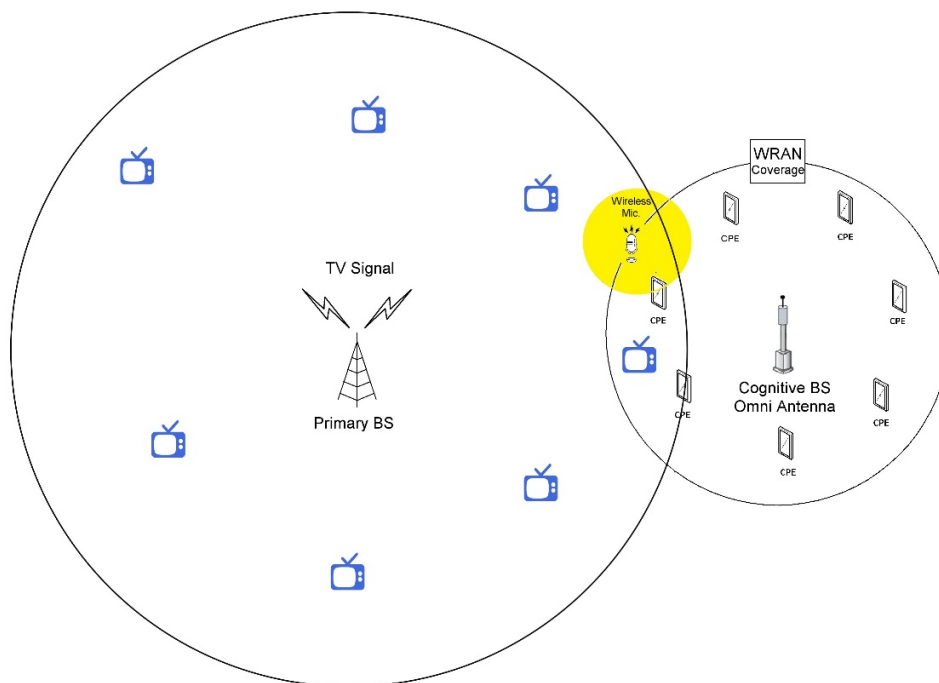 WRAN
Coverage
Wireless
Mic.
CPE
CPE
TV Signal
CPE
CPE
Primary BS
Cognitive BS
Omni Antenna
CPE
CPE
CPE